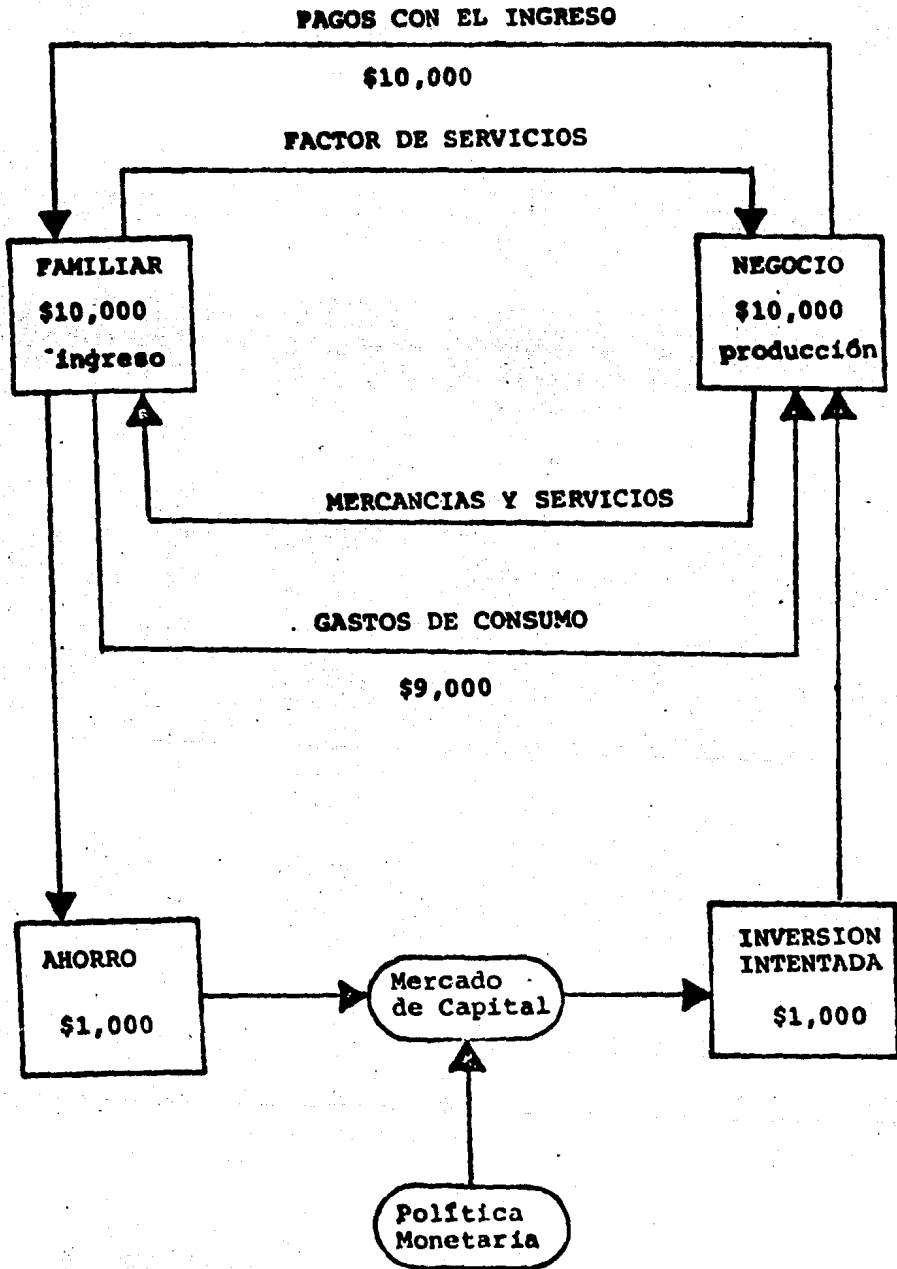 PAGOS CON EL INGRESO
$10,000
FACTOR DE SERVICIOS
FAMILIAR
$10,000
ingreso
NEGOCIO
$10,000
producción
MERCANCIAS Y SERVICIOS
GASTOS DE CONSUMO
$9,000
AHORRO
$1,000
Mercado
de Capital
INVERSION
INTENTADA
$1,000
Política
Monetaria